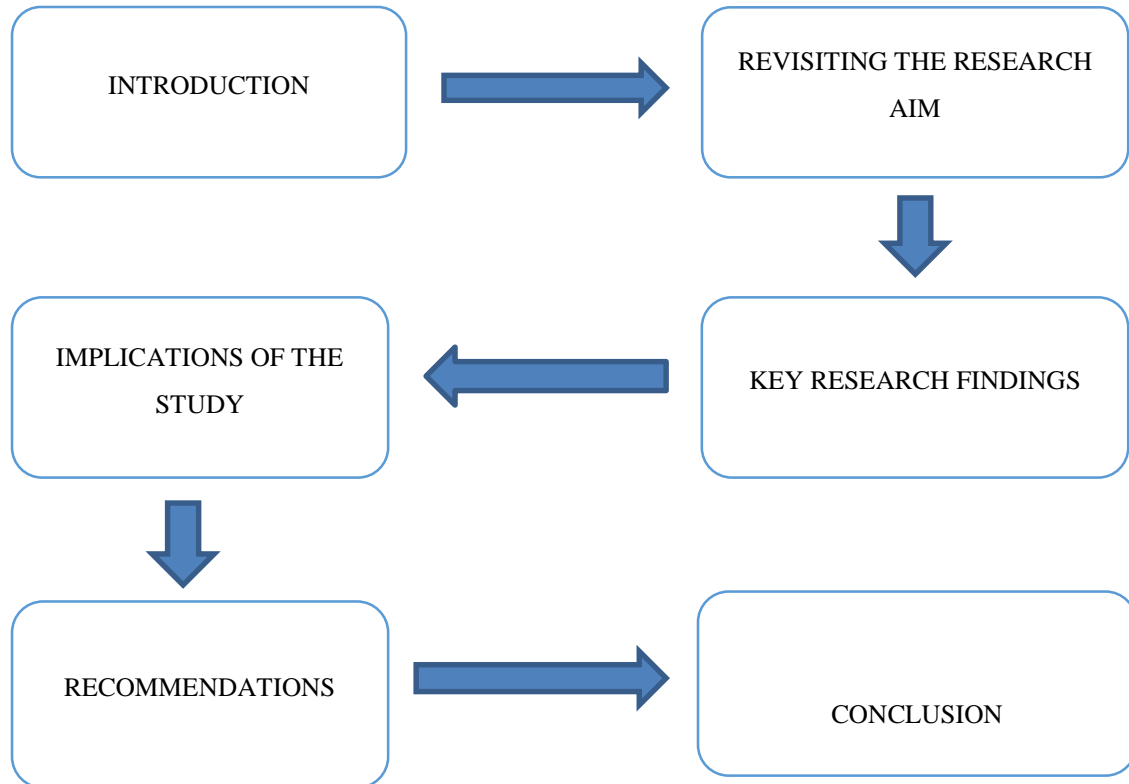 INTRODUCTION
REVISITING THE RESEARCH
AIM
KEY RESEARCH FINDINGS
IMPLICATIONS OF THE
STUDY
RECOMMENDATIONS
CONCLUSION